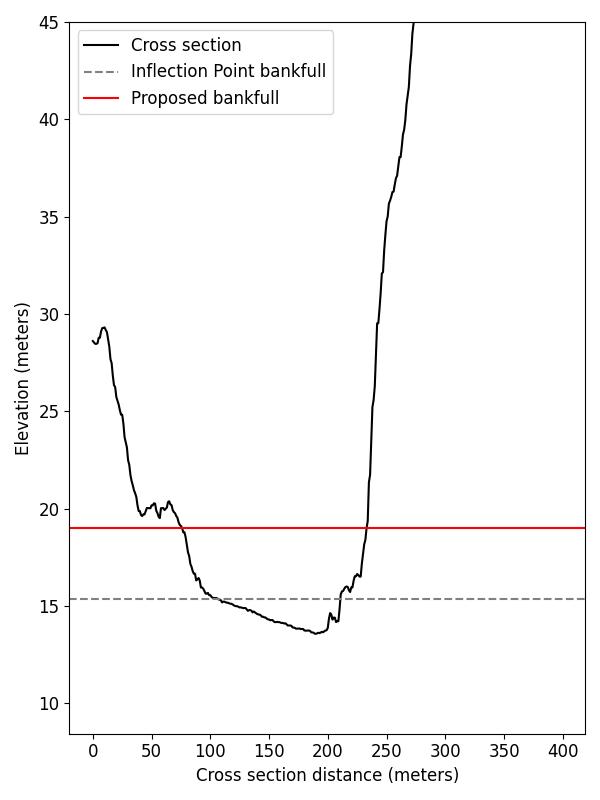 Cross section
Inflection Point bankfull
Proposed bankfull
45
40
35
30
25
20
15
10
Elevation (meters)
0 50 100 150 200 250 300 350 400
Cross section distance (meters)